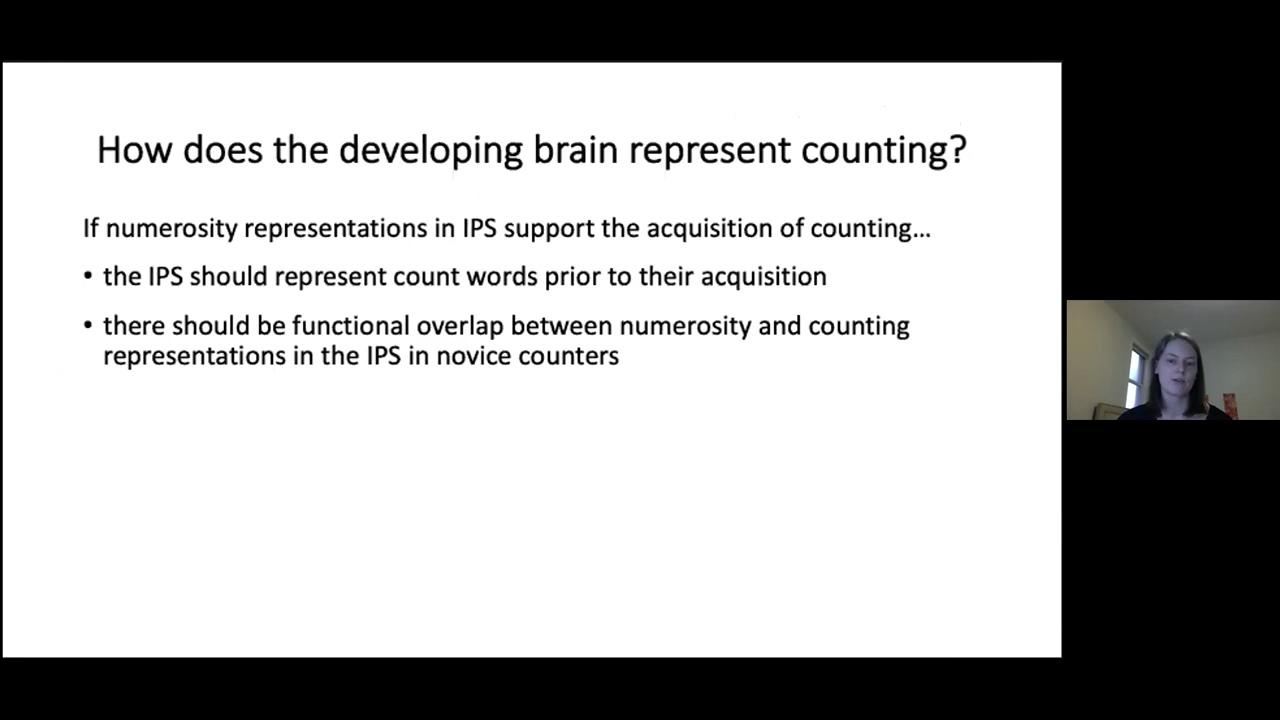 How does the developing brain represent counting?
If numerosity representations in IPS support the acquisition of counting...
• the IPS should represent count words prior to their acquisition
• there should be functional overlap between numerosity and counting
representations in the IPS in novice counters